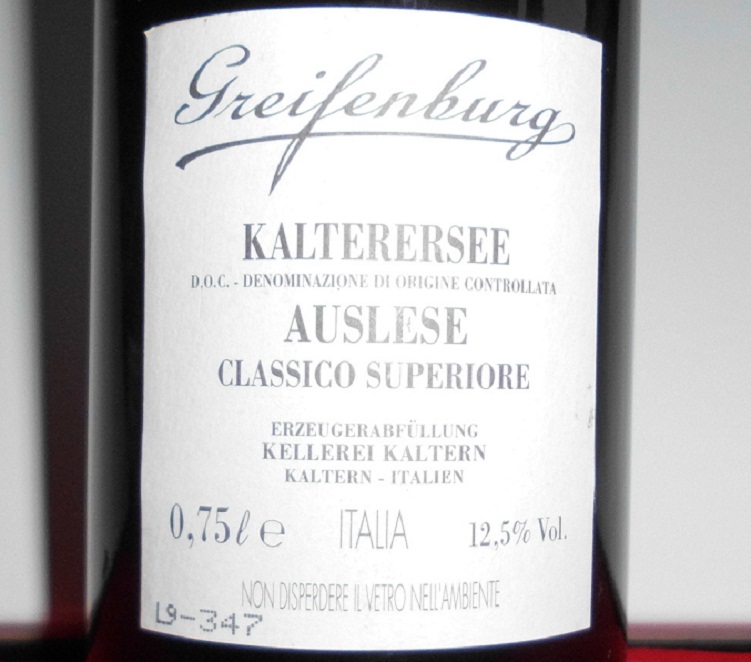 Greifenburg
KALTERERSEE
D.O.C. - DENOMINAZIONE DI ORIGINE CONTROLLATA
AUSLESE
CLASSICO SUPERIORE
ERZEUGERABFÜLLUNG
KELLEREI KALTERN
KALTERN - ITALIEN
0,75 ℓ ℮ ITALIA 12,5% Vol.
NON DISPERDERE IL VETRO NELL'AMBIENTE
L9-347